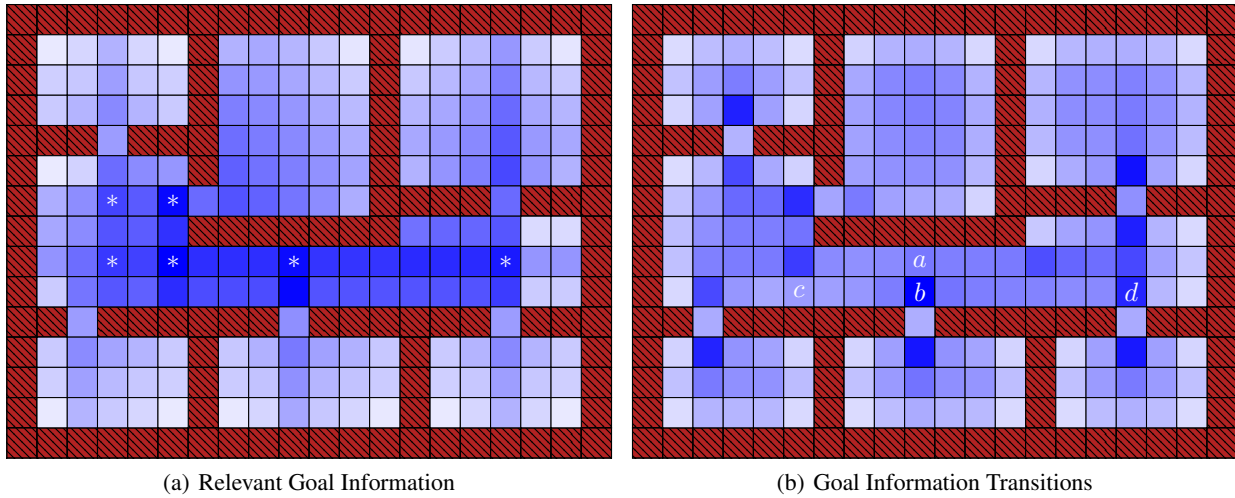 * *
* * * *
a
c b d
(a) Relevant Goal Information
(b) Goal Information Transitions